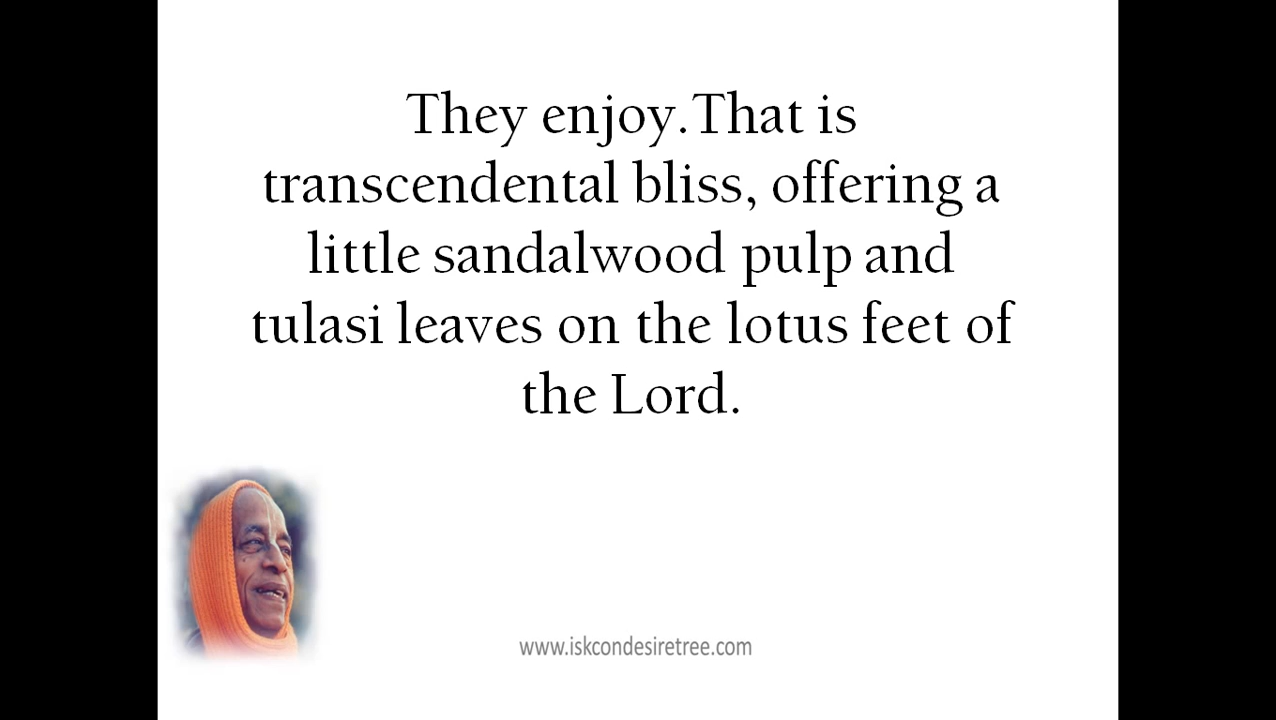 They enjoy.That is
transcendental bliss, offering a
little sandalwood pulp and
tulasi leaves on the lotus feet of
the Lord.
www.iskcondesiretree.com